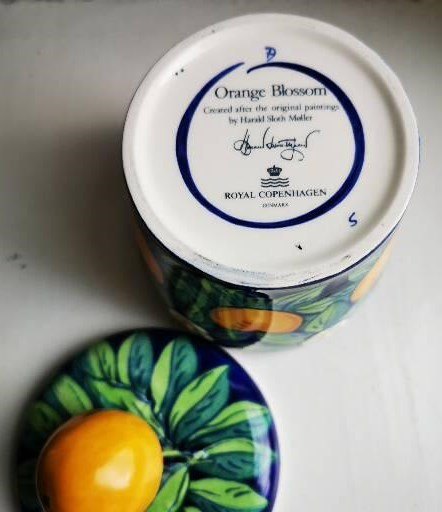 Orange Blossom
Created after the original paintings
by Harald Sloth Møller
ROYAL COPENHAGEN
DENMARK
S